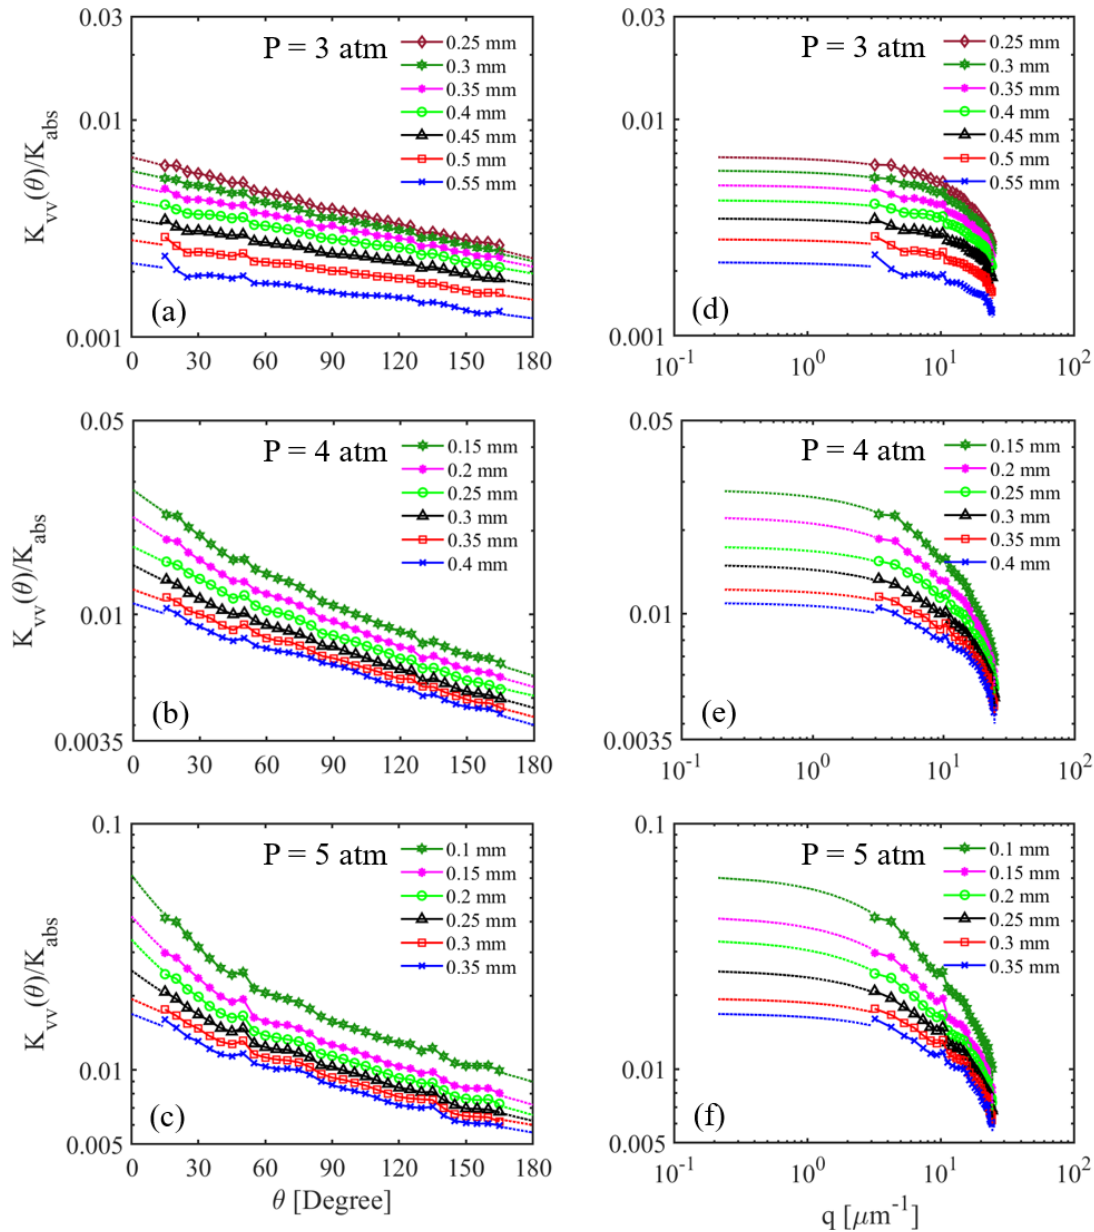 0.03
P = 3 atm
0.25 mm
0.3 mm
0.35 mm
0.4 mm
0.45 mm
0.5 mm
0.55 mm
0.01
K_vv(θ)/K_abs
(a)
0.001
0 30 60 90 120 150 180
0.03
P = 3 atm
0.25 mm
0.3 mm
0.35 mm
0.4 mm
0.45 mm
0.5 mm
0.55 mm
0.01
(d)
0.001
10^-1 10^0 10^1 10^2
0.05
P = 4 atm
0.15 mm
0.2 mm
0.25 mm
0.3 mm
0.35 mm
0.4 mm
0.01
K_vv(θ)/K_abs
(b)
0.0035
0 30 60 90 120 150 180
0.05
P = 4 atm
0.15 mm
0.2 mm
0.25 mm
0.3 mm
0.35 mm
0.4 mm
0.01
(e)
0.0035
10^-1 10^0 10^1 10^2
0.1
P = 5 atm
0.1 mm
0.15 mm
0.2 mm
0.25 mm
0.3 mm
0.35 mm
K_vv(θ)/K_abs
0.01
(c)
0.005
0 30 60 90 120 150 180
θ [Degree]
0.1
P = 5 atm
0.1 mm
0.15 mm
0.2 mm
0.25 mm
0.3 mm
0.35 mm
0.01
(f)
0.005
10^-1 10^0 10^1 10^2
q [μm^-1]